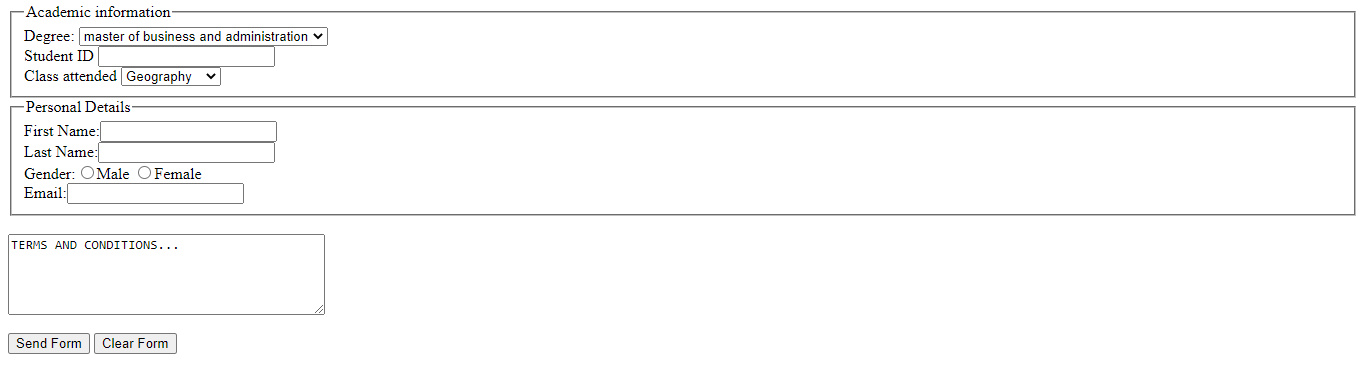 Academic information
Degree: master of business and administration
Student ID
Class attended Geography
Personal Details
First Name:
Last Name:
Gender: Male Female
Email:
TERMS AND CONDITIONS...
Send Form Clear Form